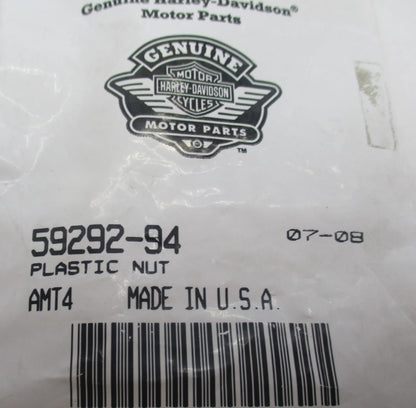 Genuine Harley-Davidson®
Motor Parts
GENUINE
MOTOR
HARLEY-DAVIDSON
CYCLES
MOTOR PARTS
™
59292-94 07-08
PLASTIC NUT
AMT4 MADE IN U.S.A.